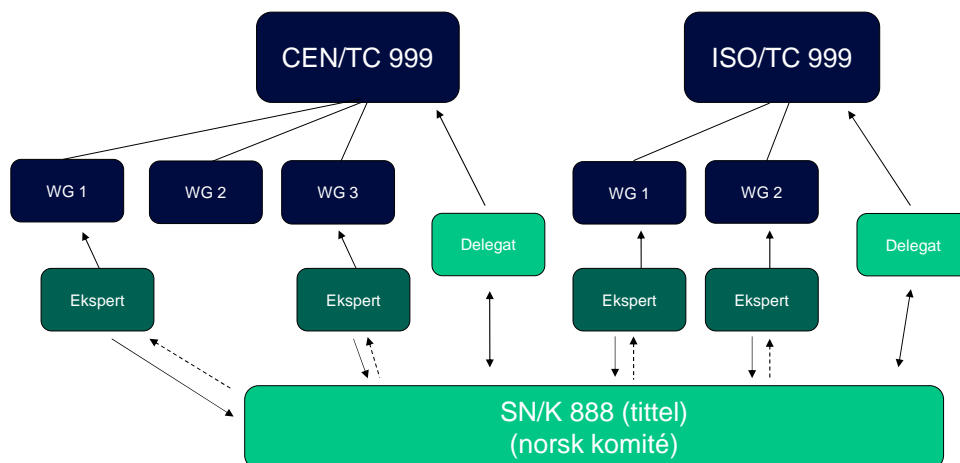 CEN/TC 999
ISO/TC 999
WG 1
WG 2
WG 3
WG 1
WG 2
Delegat
Delegat
Ekspert
Ekspert
Ekspert
Ekspert
SN/K 888 (tittel)
(norsk komité)